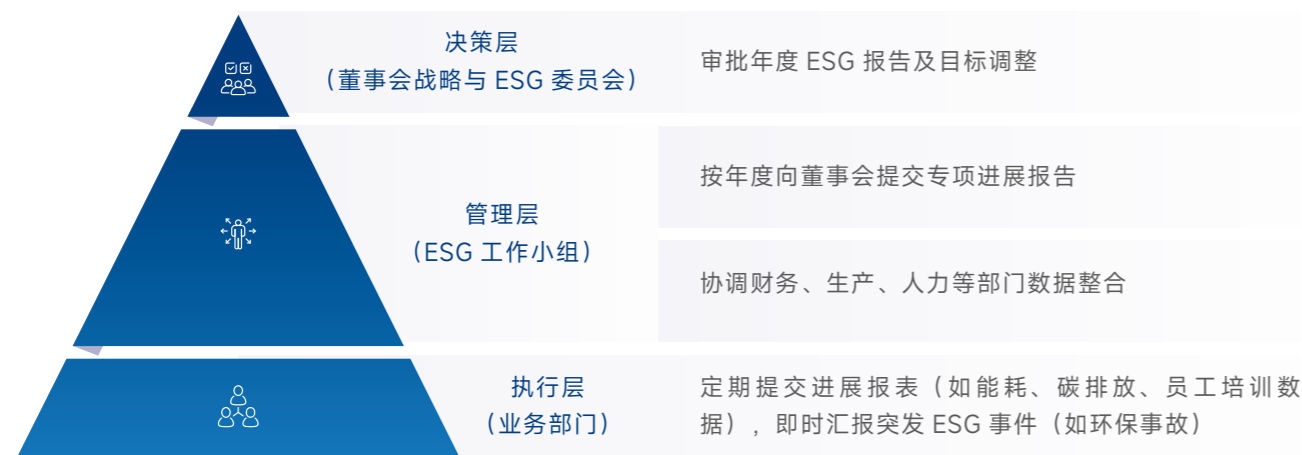 决策层
（董事会战略与 ESG 委员会）
审批年度 ESG 报告及目标调整
管理层
（ESG 工作小组）
按年度向董事会提交专项进展报告
协调财务、生产、人力等部门数据整合
执行层
（业务部门）
定期提交进展报表（如能耗、碳排放、员工培训数
据），即时汇报突发 ESG 事件（如环保事故）